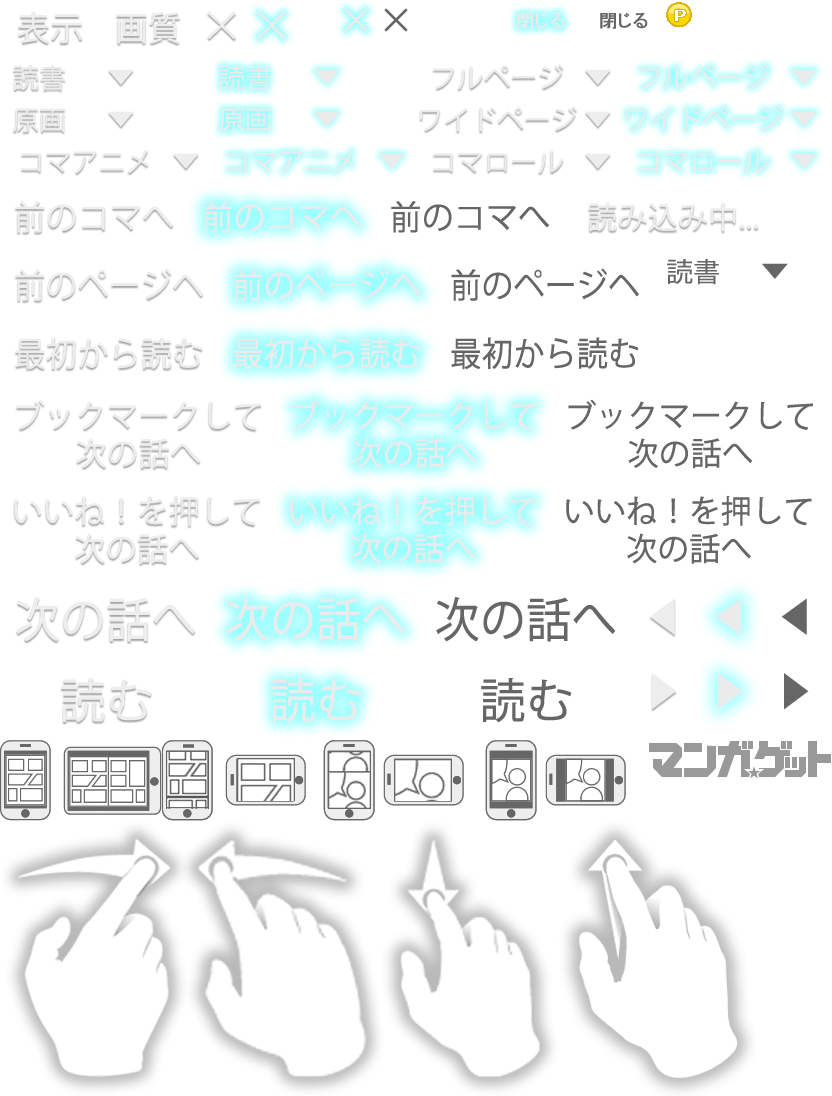 表示 画質 × × × × 閉じる 閉じる P
読書 ▼ 読書 ▼ フルページ ▼ フルページ ▼
原画 ▼ 原画 ▼ ワイドページ ▼ ワイドページ ▼
コマアニメ ▼ コマアニメ ▼ コマロール ▼ コマロール ▼
前のコマへ 前のコマへ 前のコマへ 読み込み中...
前のページへ 前のページへ 前のページへ 読書 ▼
最初から読む 最初から読む 最初から読む
ブックマークして ブックマークして ブックマークして
次の話へ 次の話へ 次の話へ
いいね！を押して いいね！を押して いいね！を押して
次の話へ 次の話へ 次の話へ
次の話へ 次の話へ 次の話へ
読む 読む 読む
マンガ☆ゲット